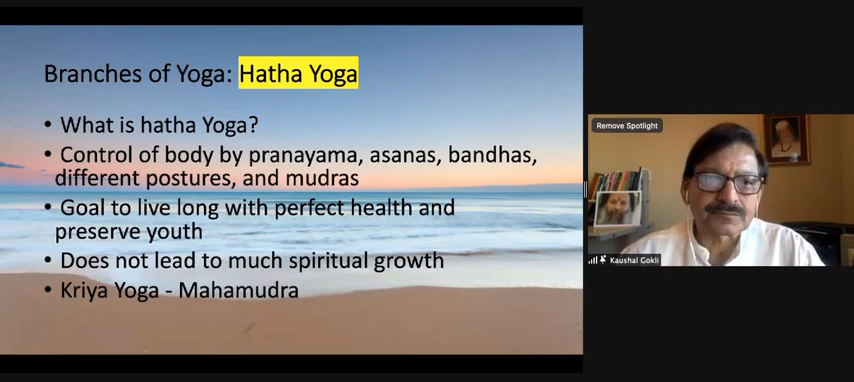 Branches of Yoga: Hatha Yoga
• What is hatha Yoga?
• Control of body by pranayama, asanas, bandhas,
different postures, and mudras
• Goal to live long with perfect health and
preserve youth
• Does not lead to much spiritual growth
• Kriya Yoga - Mahamudra
Remove Spotlight
Kaushal Gokli